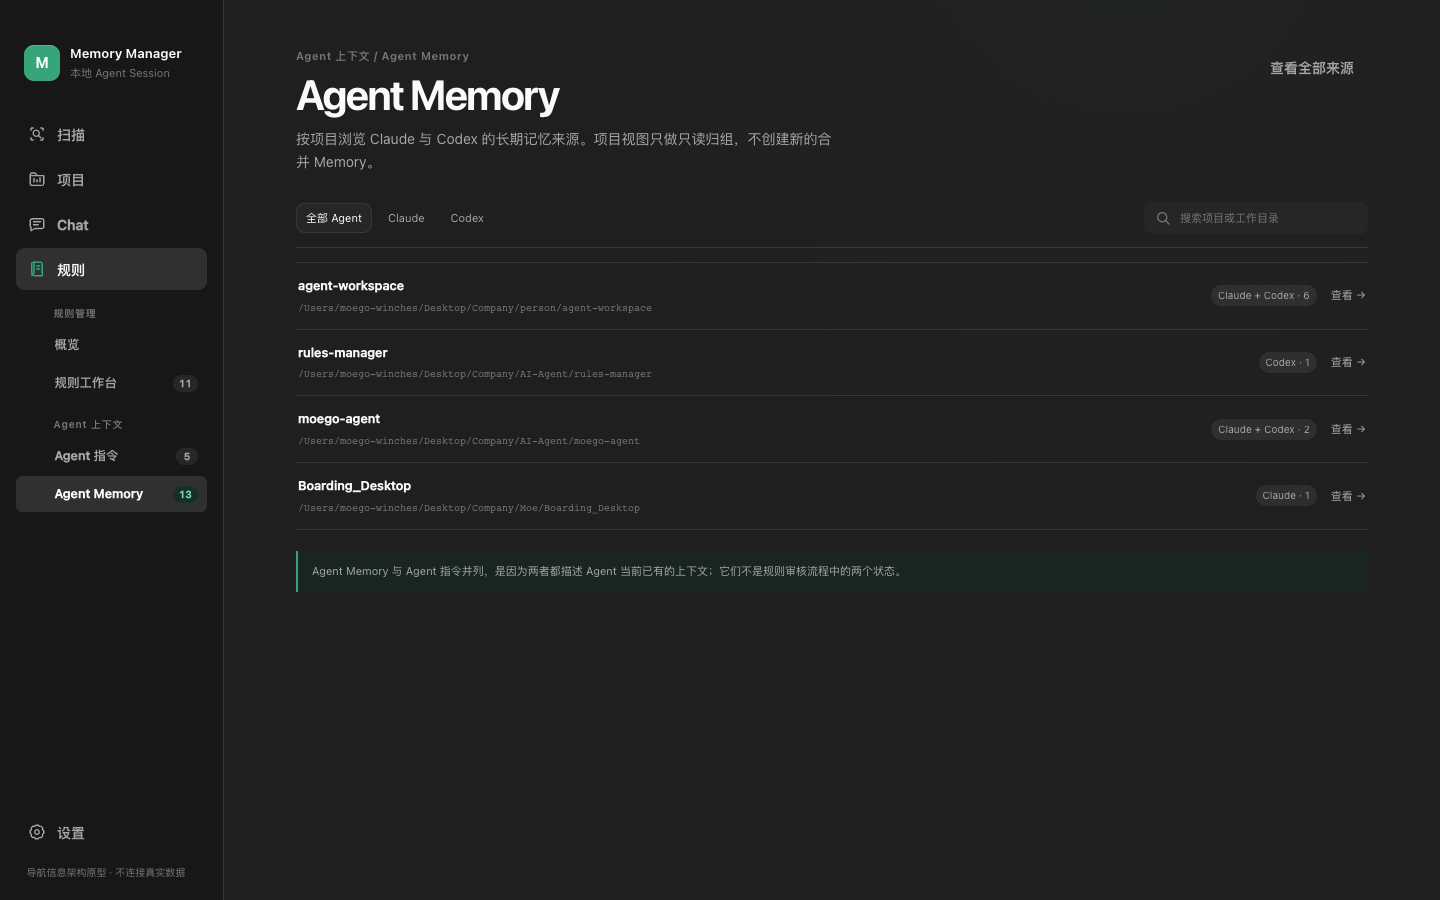 M
Memory Manager
本地 Agent Session
扫描
项目
Chat
规则
规则管理
概览
规则工作台 11
Agent 上下文
Agent 指令 5
Agent Memory 13
设置
导航信息架构原型 · 不连接真实数据
Agent 上下文 / Agent Memory
Agent Memory
按项目浏览 Claude 与 Codex 的长期记忆来源。项目视图只做只读归组，不创建新的合
并 Memory。
查看全部来源
全部 Agent Claude Codex
搜索项目或工作目录
agent-workspace
/Users/moego-winches/Desktop/Company/person/agent-workspace
Claude + Codex · 6 查看 →
rules-manager
/Users/moego-winches/Desktop/Company/AI-Agent/rules-manager
Codex · 1 查看 →
moego-agent
/Users/moego-winches/Desktop/Company/AI-Agent/moego-agent
Claude + Codex · 2 查看 →
Boarding_Desktop
/Users/moego-winches/Desktop/Company/Moe/Boarding_Desktop
Claude · 1 查看 →
Agent Memory 与 Agent 指令并列，是因为两者都描述 Agent 当前已有的上下文；它们不是规则审核流程中的两个状态。